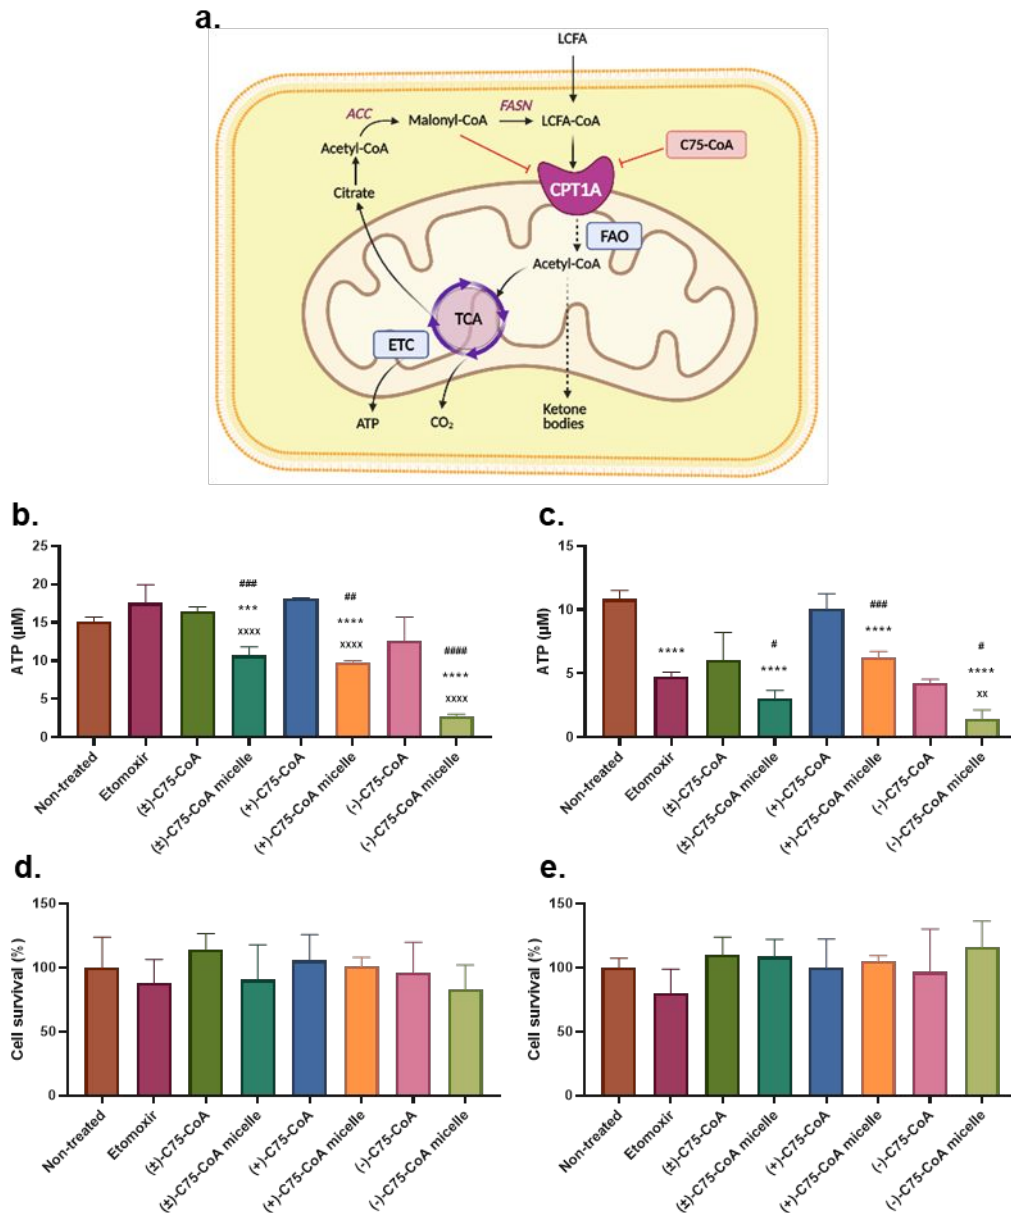 a.
LCFA
ACC
Malonyl-CoA
FASN
LCFA-CoA
C75-CoA
Acetyl-CoA
CPT1A
Citrate
FAO
Acetyl-CoA
TCA
ETC
ATP
CO₂
Ketone
bodies
b.
ATP (µM)
25
20
15
10
5
0
###
***
xxxx
##
****
xxxx
####
****
xxxx
Non-treated
Etomoxir
(±)-C75-CoA
(±)-C75-CoA micelle
(+)-C75-CoA
(+)-C75-CoA micelle
(-)-C75-CoA
(-)-C75-CoA micelle
c.
ATP (µM)
15
10
5
0
****
#
****
###
****
#
****
xx
Non-treated
Etomoxir
(±)-C75-CoA
(±)-C75-CoA micelle
(+)-C75-CoA
(+)-C75-CoA micelle
(-)-C75-CoA
(-)-C75-CoA micelle
d.
Cell survival (%)
150
100
50
0
Non-treated
Etomoxir
(±)-C75-CoA
(±)-C75-CoA micelle
(+)-C75-CoA
(+)-C75-CoA micelle
(-)-C75-CoA
(-)-C75-CoA micelle
e.
Cell survival (%)
150
100
50
0
Non-treated
Etomoxir
(±)-C75-CoA
(±)-C75-CoA micelle
(+)-C75-CoA
(+)-C75-CoA micelle
(-)-C75-CoA
(-)-C75-CoA micelle